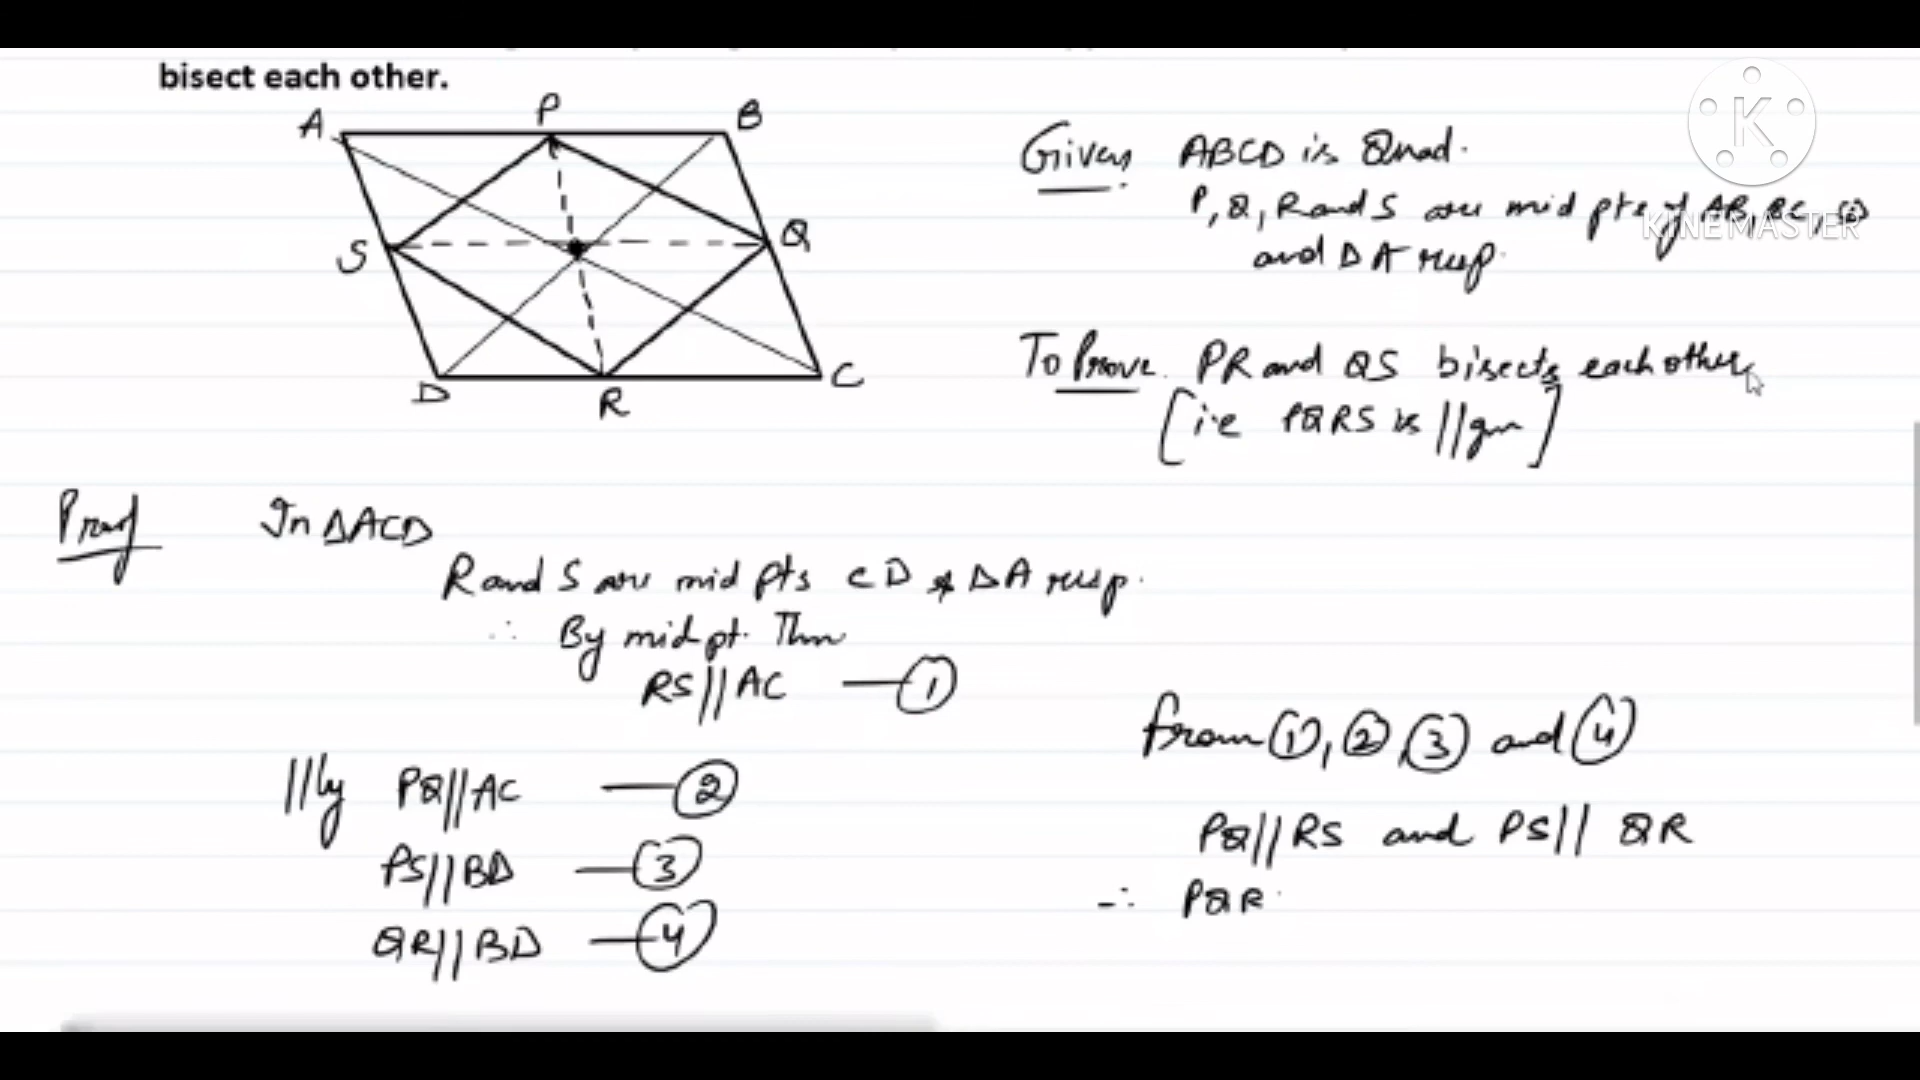 bisect each other.
A
P
B
S
Q
D
R
C
K
KINEMASTER
Given ABCD is Quad.
P, Q, R and S are mid pts of AB, BC, CD
and DA resp.
To Prove. PR and QS bisects each other
[i.e PQRS is ||gm]
Proof In ΔACD
R and S are mid pts CD & DA resp.
∴ By mid pt. Thm
RS||AC —①
||ly PQ||AC —②
PS||BD —③
QR||BD —④
from ①, ②, ③ and ④
PQ||RS and PS||QR
∴ PQR